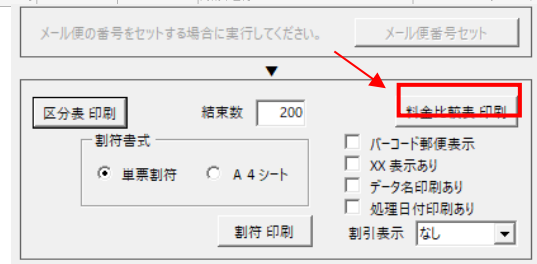 メール便の番号をセットする場合に実行してください。 メール便番号セット
▼
区分表 印刷 結束数 200 料金比較表 印刷
割符書式
単票割符 A 4 シート
バーコード郵便表示
XX 表示あり
データ名印刷あり
処理日付印刷あり
割符 印刷 割引表示 なし